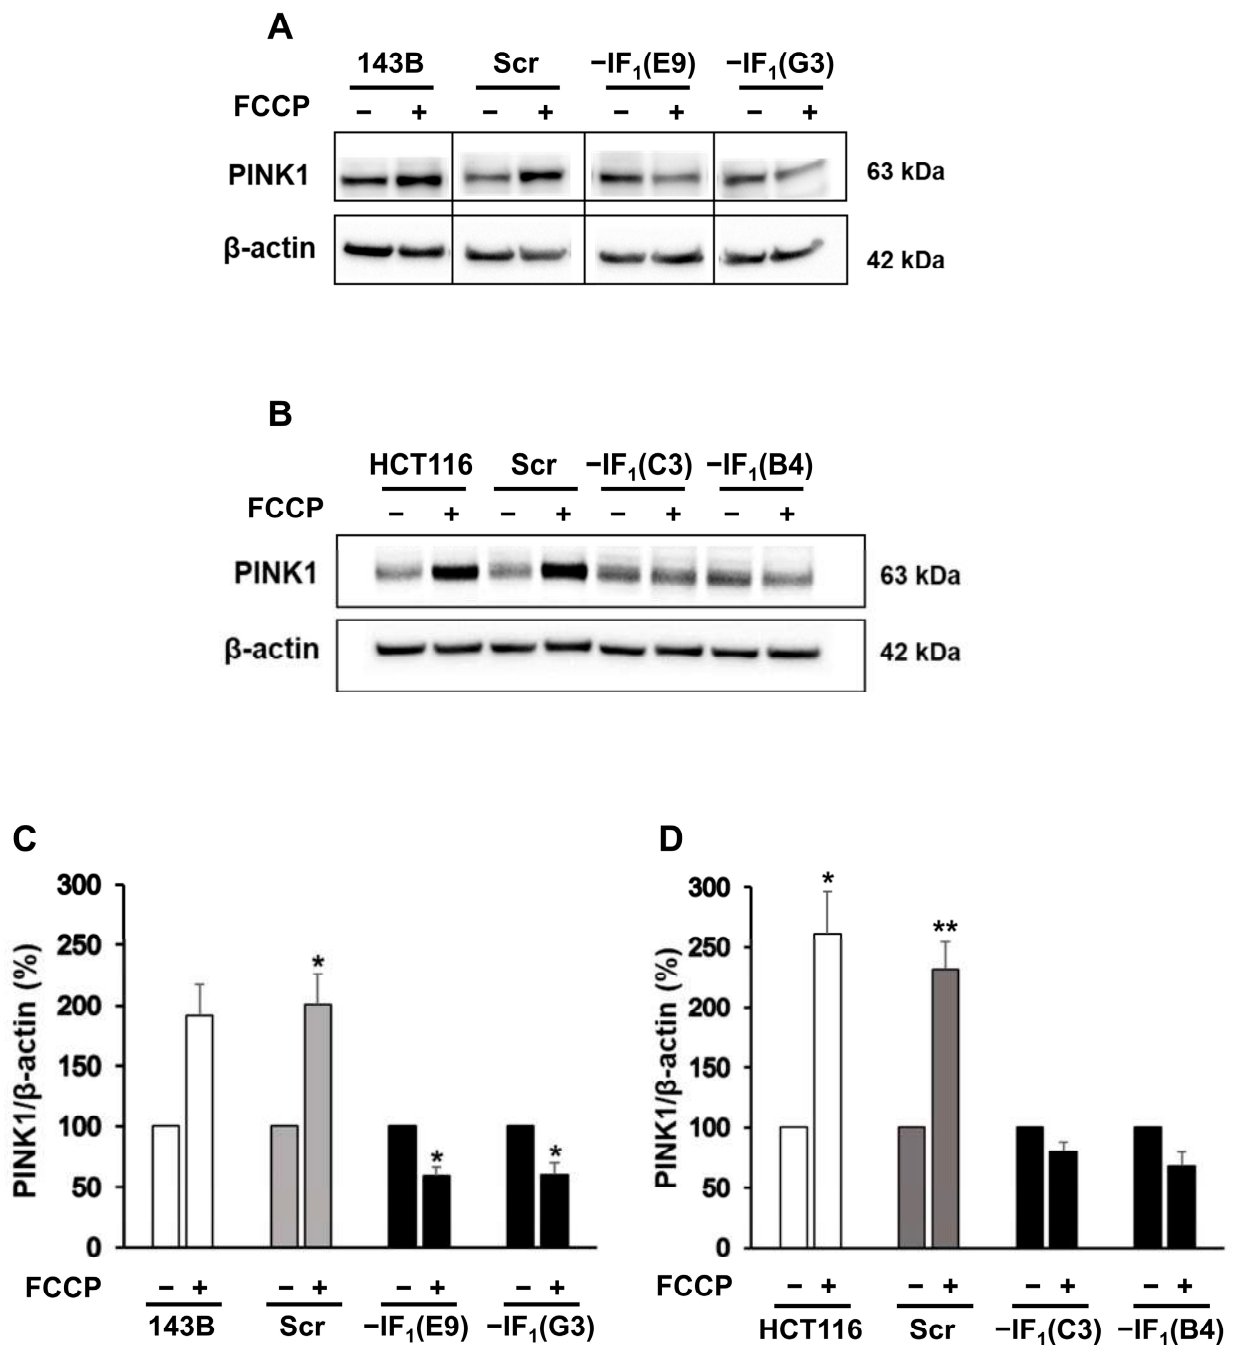 A
143B Scr −IF₁(E9) −IF₁(G3)
FCCP − + − + − + − +
PINK1 63 kDa
β-actin 42 kDa
B
HCT116 Scr −IF₁(C3) −IF₁(B4)
FCCP − + − + − + − +
PINK1 63 kDa
β-actin 42 kDa
C
PINK1/β-actin (%)
300
250
200
150
100
50
0
*
*
*
FCCP − + − + − + − +
143B Scr −IF₁(E9) −IF₁(G3)
D
PINK1/β-actin (%)
300
250
200
150
100
50
0
*
**
FCCP − + − + − + − +
HCT116 Scr −IF₁(C3) −IF₁(B4)